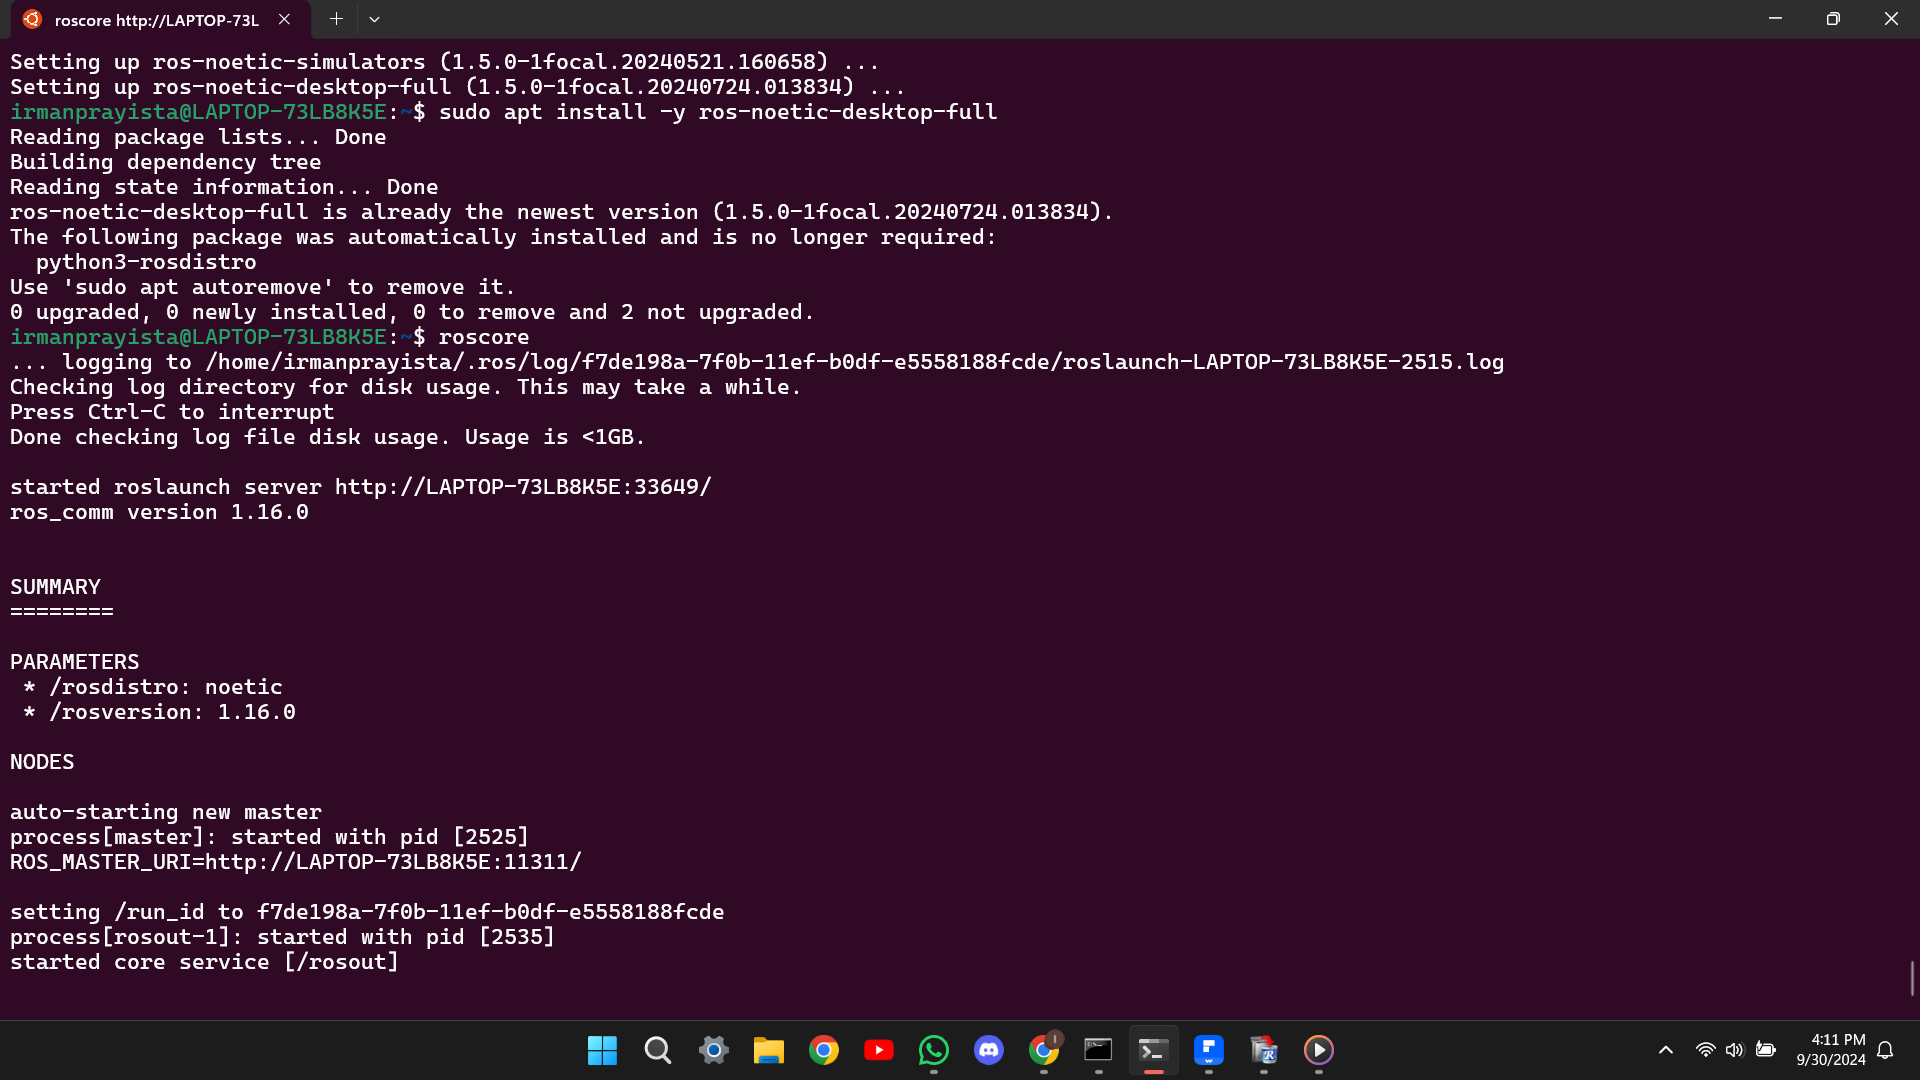 roscore http://LAPTOP-73L
Setting up ros-noetic-simulators (1.5.0-1focal.20240521.160658) ...
Setting up ros-noetic-desktop-full (1.5.0-1focal.20240724.013834) ...
irmanprayista@LAPTOP-73LB8K5E:~$ sudo apt install -y ros-noetic-desktop-full
Reading package lists... Done
Building dependency tree
Reading state information... Done
ros-noetic-desktop-full is already the newest version (1.5.0-1focal.20240724.013834).
The following package was automatically installed and is no longer required:
  python3-rosdistro
Use 'sudo apt autoremove' to remove it.
0 upgraded, 0 newly installed, 0 to remove and 2 not upgraded.
irmanprayista@LAPTOP-73LB8K5E:~$ roscore
... logging to /home/irmanprayista/.ros/log/f7de198a-7f0b-11ef-b0df-e5558188fcde/roslaunch-LAPTOP-73LB8K5E-2515.log
Checking log directory for disk usage. This may take a while.
Press Ctrl-C to interrupt
Done checking log file disk usage. Usage is <1GB.

started roslaunch server http://LAPTOP-73LB8K5E:33649/
ros_comm version 1.16.0

SUMMARY
========

PARAMETERS
 * /rosdistro: noetic
 * /rosversion: 1.16.0

NODES

auto-starting new master
process[master]: started with pid [2525]
ROS_MASTER_URI=http://LAPTOP-73LB8K5E:11311/

setting /run_id to f7de198a-7f0b-11ef-b0df-e5558188fcde
process[rosout-1]: started with pid [2535]
started core service [/rosout]
4:11 PM
9/30/2024